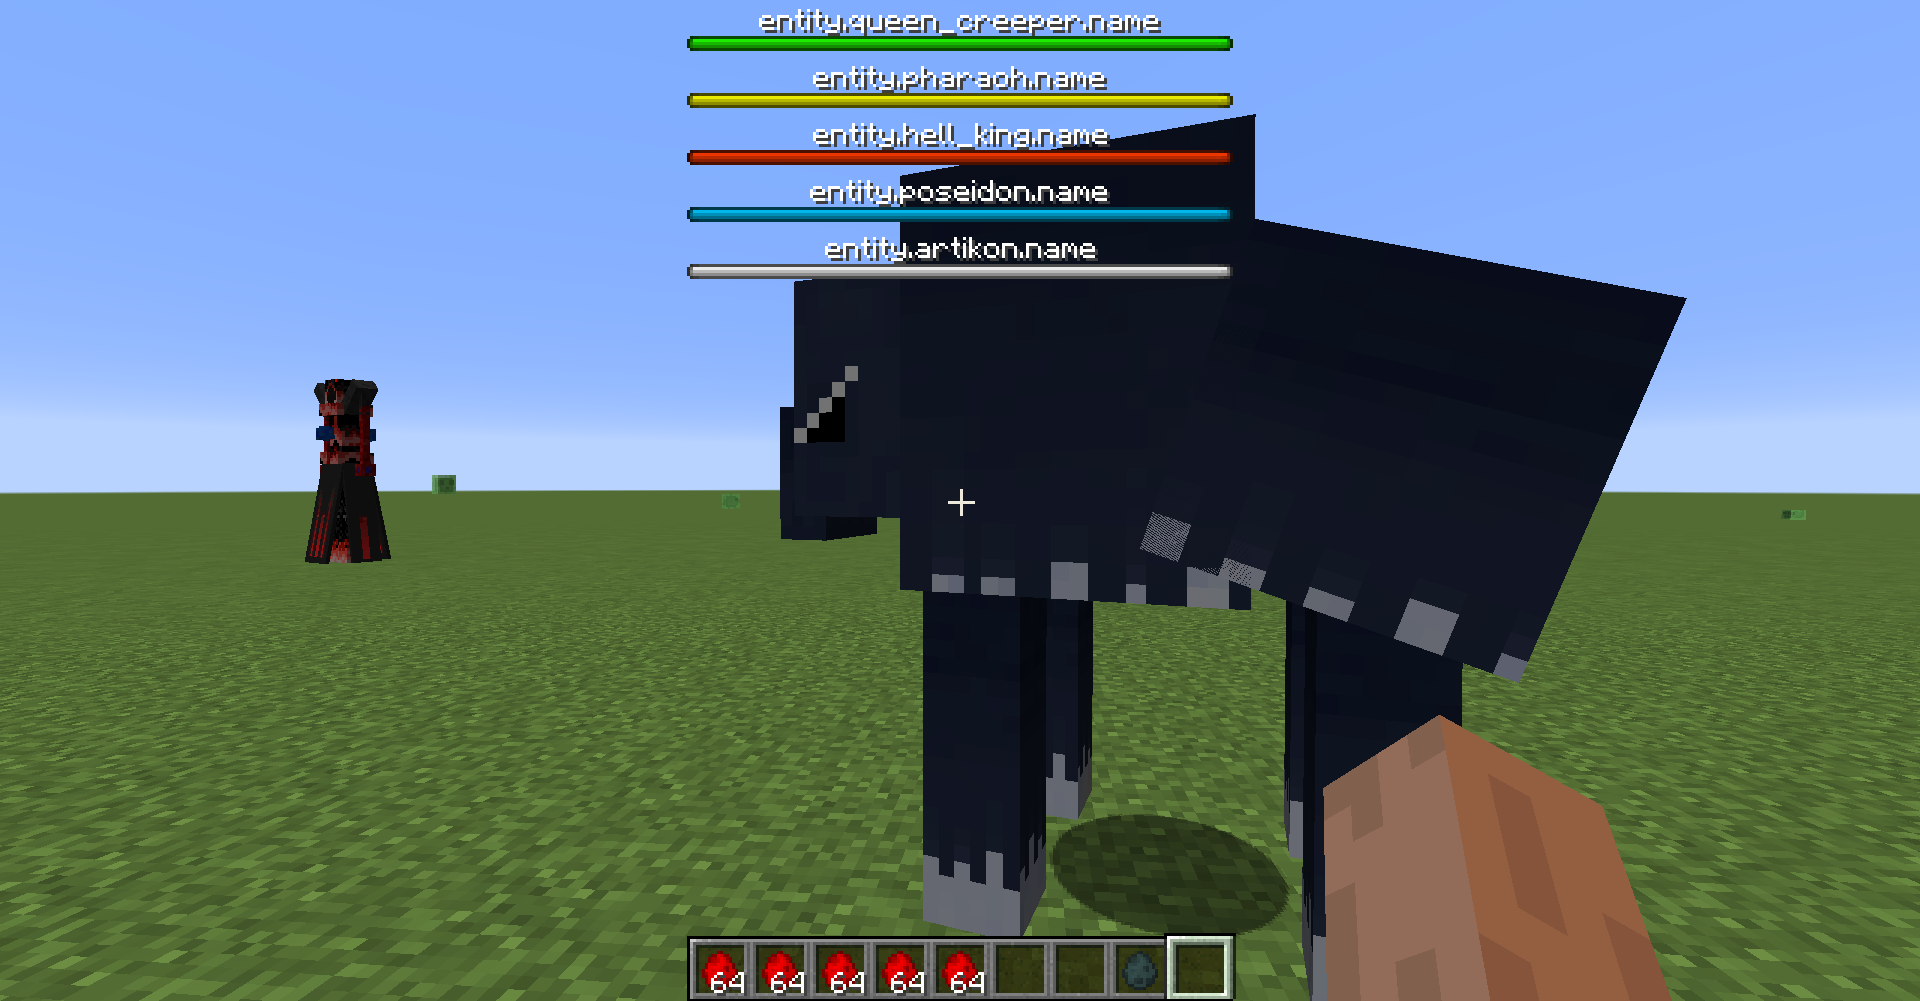 entity.queen_creeper.name
entity.pharaoh.name
entity.hell_king.name
entity.poseidon.name
entity.artikon.name
64 64 64 64 64